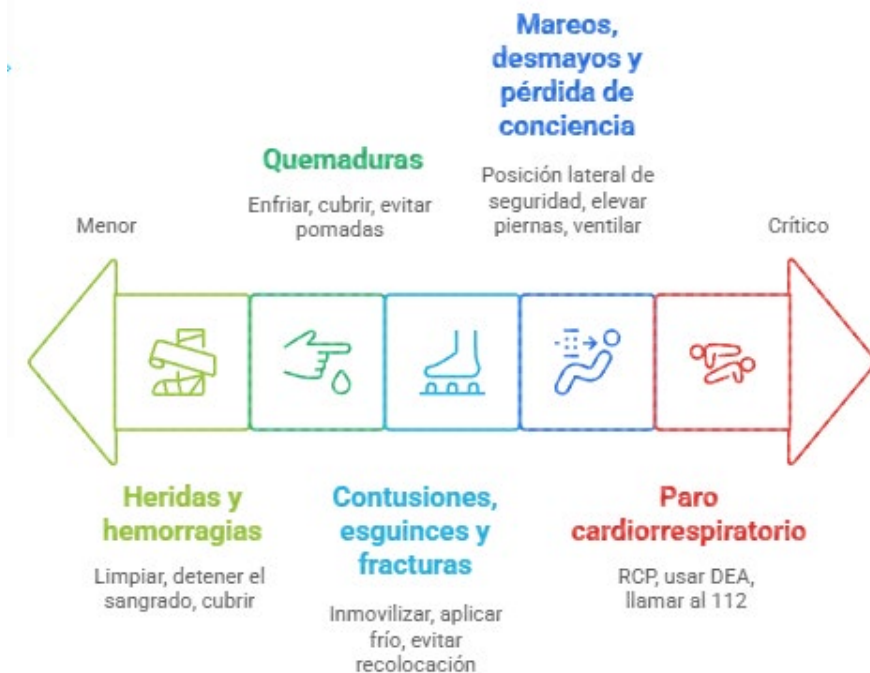 Menor
Heridas y
hemorragias
Limpiar, detener el
sangrado, cubrir
Quemaduras
Enfriar, cubrir, evitar
pomadas
Contusiones,
esguinces y
fracturas
Inmovilizar, aplicar
frío, evitar
recolocación
Mareos,
desmayos y
pérdida de
conciencia
Posición lateral de
seguridad, elevar
piernas, ventilar
Paro
cardiorrespiratorio
RCP, usar DEA,
llamar al 112
Crítico